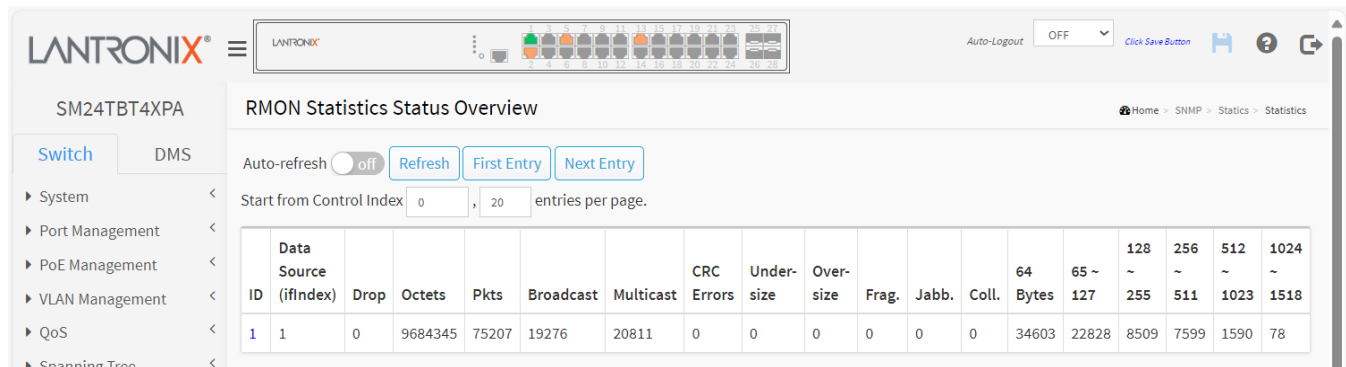 LANTRONIX®
LANTRONIX
1 3 5 7 9 11 13 15 17 19 21 23 25 27
2 4 6 8 10 12 14 16 18 20 22 24 26 28
Auto-Logout OFF Click Save Button
SM24TBT4XPA
RMON Statistics Status Overview
Home > SNMP > Statics > Statistics
Switch DMS
Auto-refresh off Refresh First Entry Next Entry
System
Start from Control Index 0 , 20 entries per page.
Port Management
PoE Management
VLAN Management
QoS
Spanning Tree
ID Data Source (ifIndex) Drop Octets Pkts Broadcast Multicast CRC Errors Under-size Over-size Frag. Jabb. Coll. 64 Bytes 65 ~ 127 128 ~ 255 256 ~ 511 512 ~ 1023 1024 ~ 1518
1 1 0 9684345 75207 19276 20811 0 0 0 0 0 0 34603 22828 8509 7599 1590 78